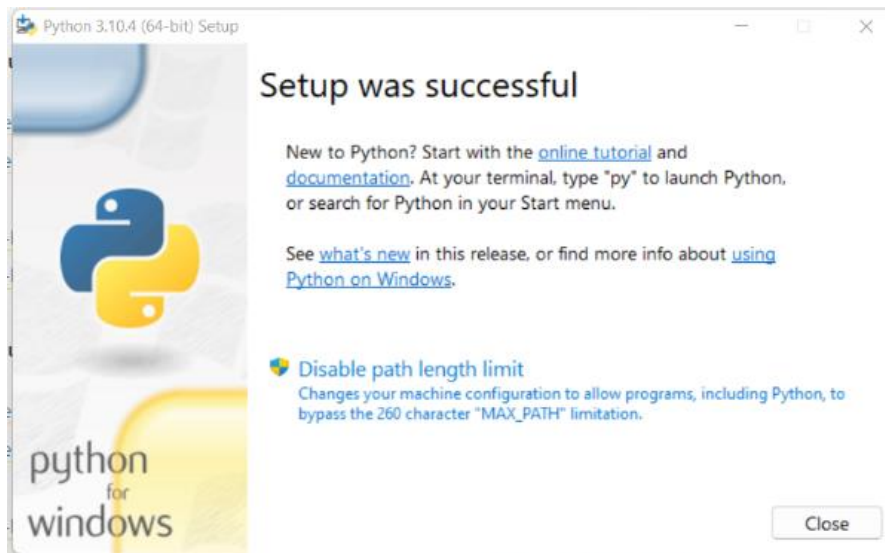 Python 3.10.4 (64-bit) Setup
Setup was successful
New to Python? Start with the online tutorial and
documentation. At your terminal, type "py" to launch Python,
or search for Python in your Start menu.
See what's new in this release, or find more info about using
Python on Windows.
Disable path length limit
Changes your machine configuration to allow programs, including Python, to
bypass the 260 character "MAX_PATH" limitation.
python
for
windows
Close